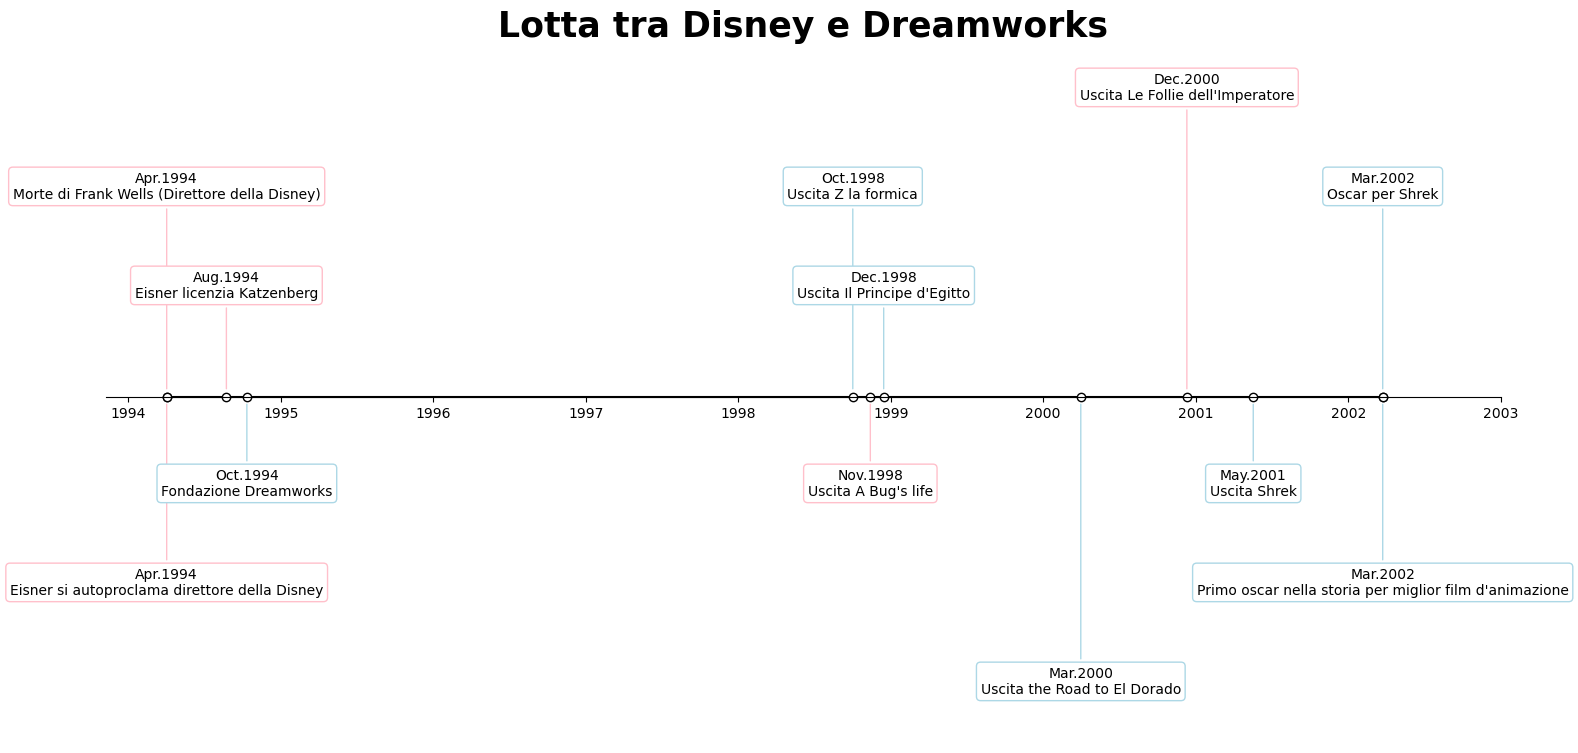 Lotta tra Disney e Dreamworks
Dec.2000
Uscita Le Follie dell'Imperatore
Apr.1994
Morte di Frank Wells (Direttore della Disney)
Oct.1998
Uscita Z la formica
Mar.2002
Oscar per Shrek
Aug.1994
Eisner licenzia Katzenberg
Dec.1998
Uscita Il Principe d'Egitto
1994
1995
1996
1997
1998
1999
2000
2001
2002
2003
Oct.1994
Fondazione Dreamworks
Nov.1998
Uscita A Bug's life
May.2001
Uscita Shrek
Apr.1994
Eisner si autoproclama direttore della Disney
Mar.2002
Primo oscar nella storia per miglior film d'animazione
Mar.2000
Uscita the Road to El Dorado